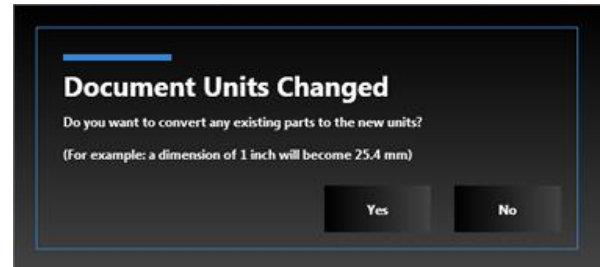 Document Units Changed
Do you want to convert any existing parts to the new units?
(For example: a dimension of 1 inch will become 25.4 mm)
Yes No